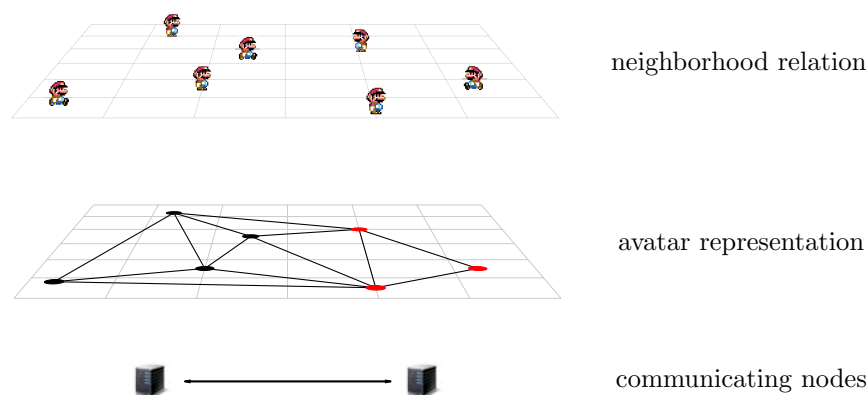 neighborhood relation
avatar representation
communicating nodes